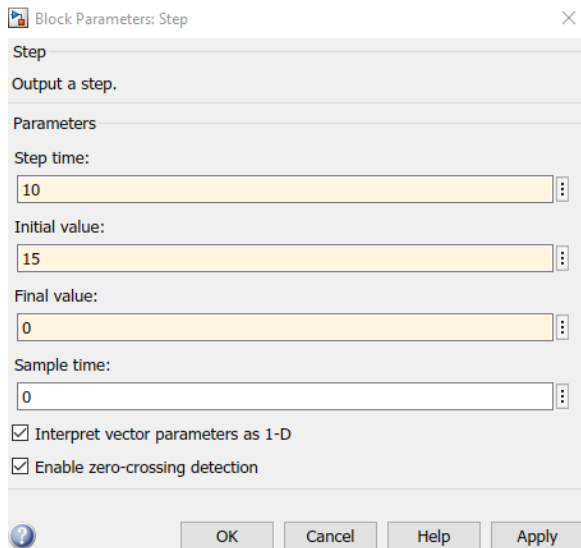 Block Parameters: Step
Step
Output a step.
Parameters
Step time:
10
Initial value:
15
Final value:
0
Sample time:
0
Interpret vector parameters as 1-D
Enable zero-crossing detection
? OK Cancel Help Apply